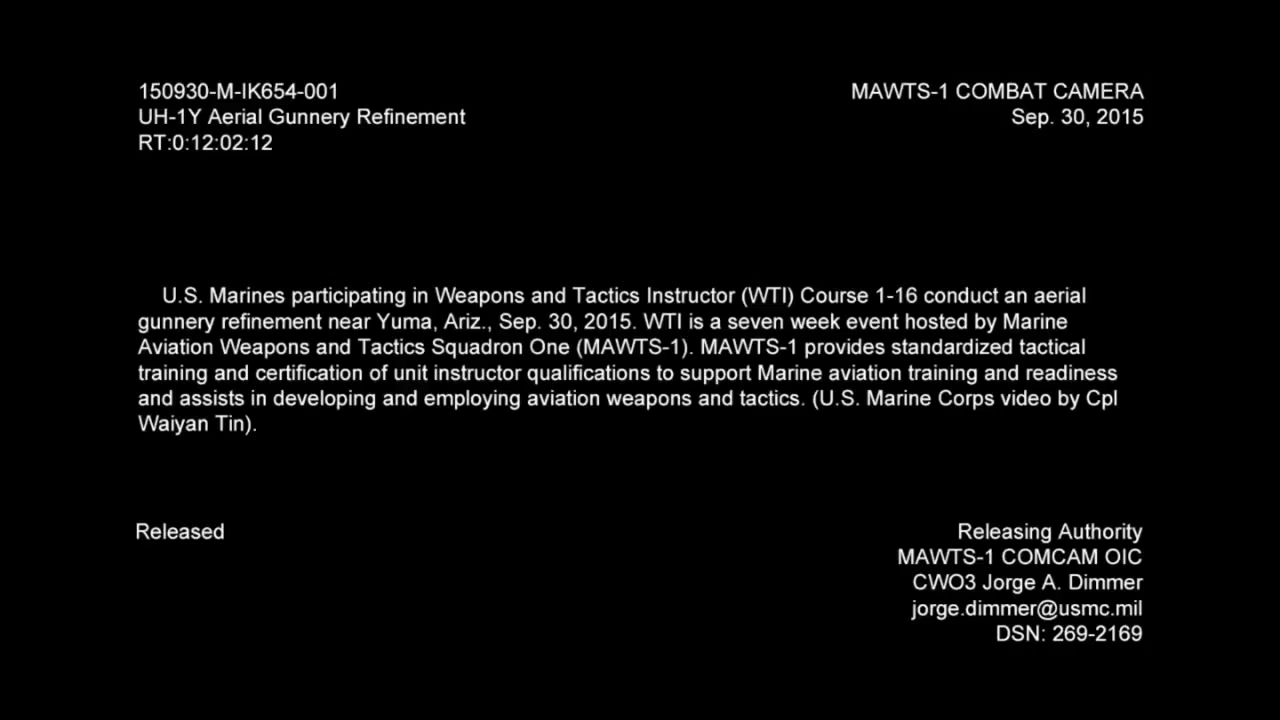 150930-M-IK654-001
UH-1Y Aerial Gunnery Refinement
RT:0:12:02:12
MAWTS-1 COMBAT CAMERA
Sep. 30, 2015
U.S. Marines participating in Weapons and Tactics Instructor (WTI) Course 1-16 conduct an aerial
gunnery refinement near Yuma, Ariz., Sep. 30, 2015. WTI is a seven week event hosted by Marine
Aviation Weapons and Tactics Squadron One (MAWTS-1). MAWTS-1 provides standardized tactical
training and certification of unit instructor qualifications to support Marine aviation training and readiness
and assists in developing and employing aviation weapons and tactics. (U.S. Marine Corps video by Cpl
Waiyan Tin).
Released
Releasing Authority
MAWTS-1 COMCAM OIC
CWO3 Jorge A. Dimmer
jorge.dimmer@usmc.mil
DSN: 269-2169